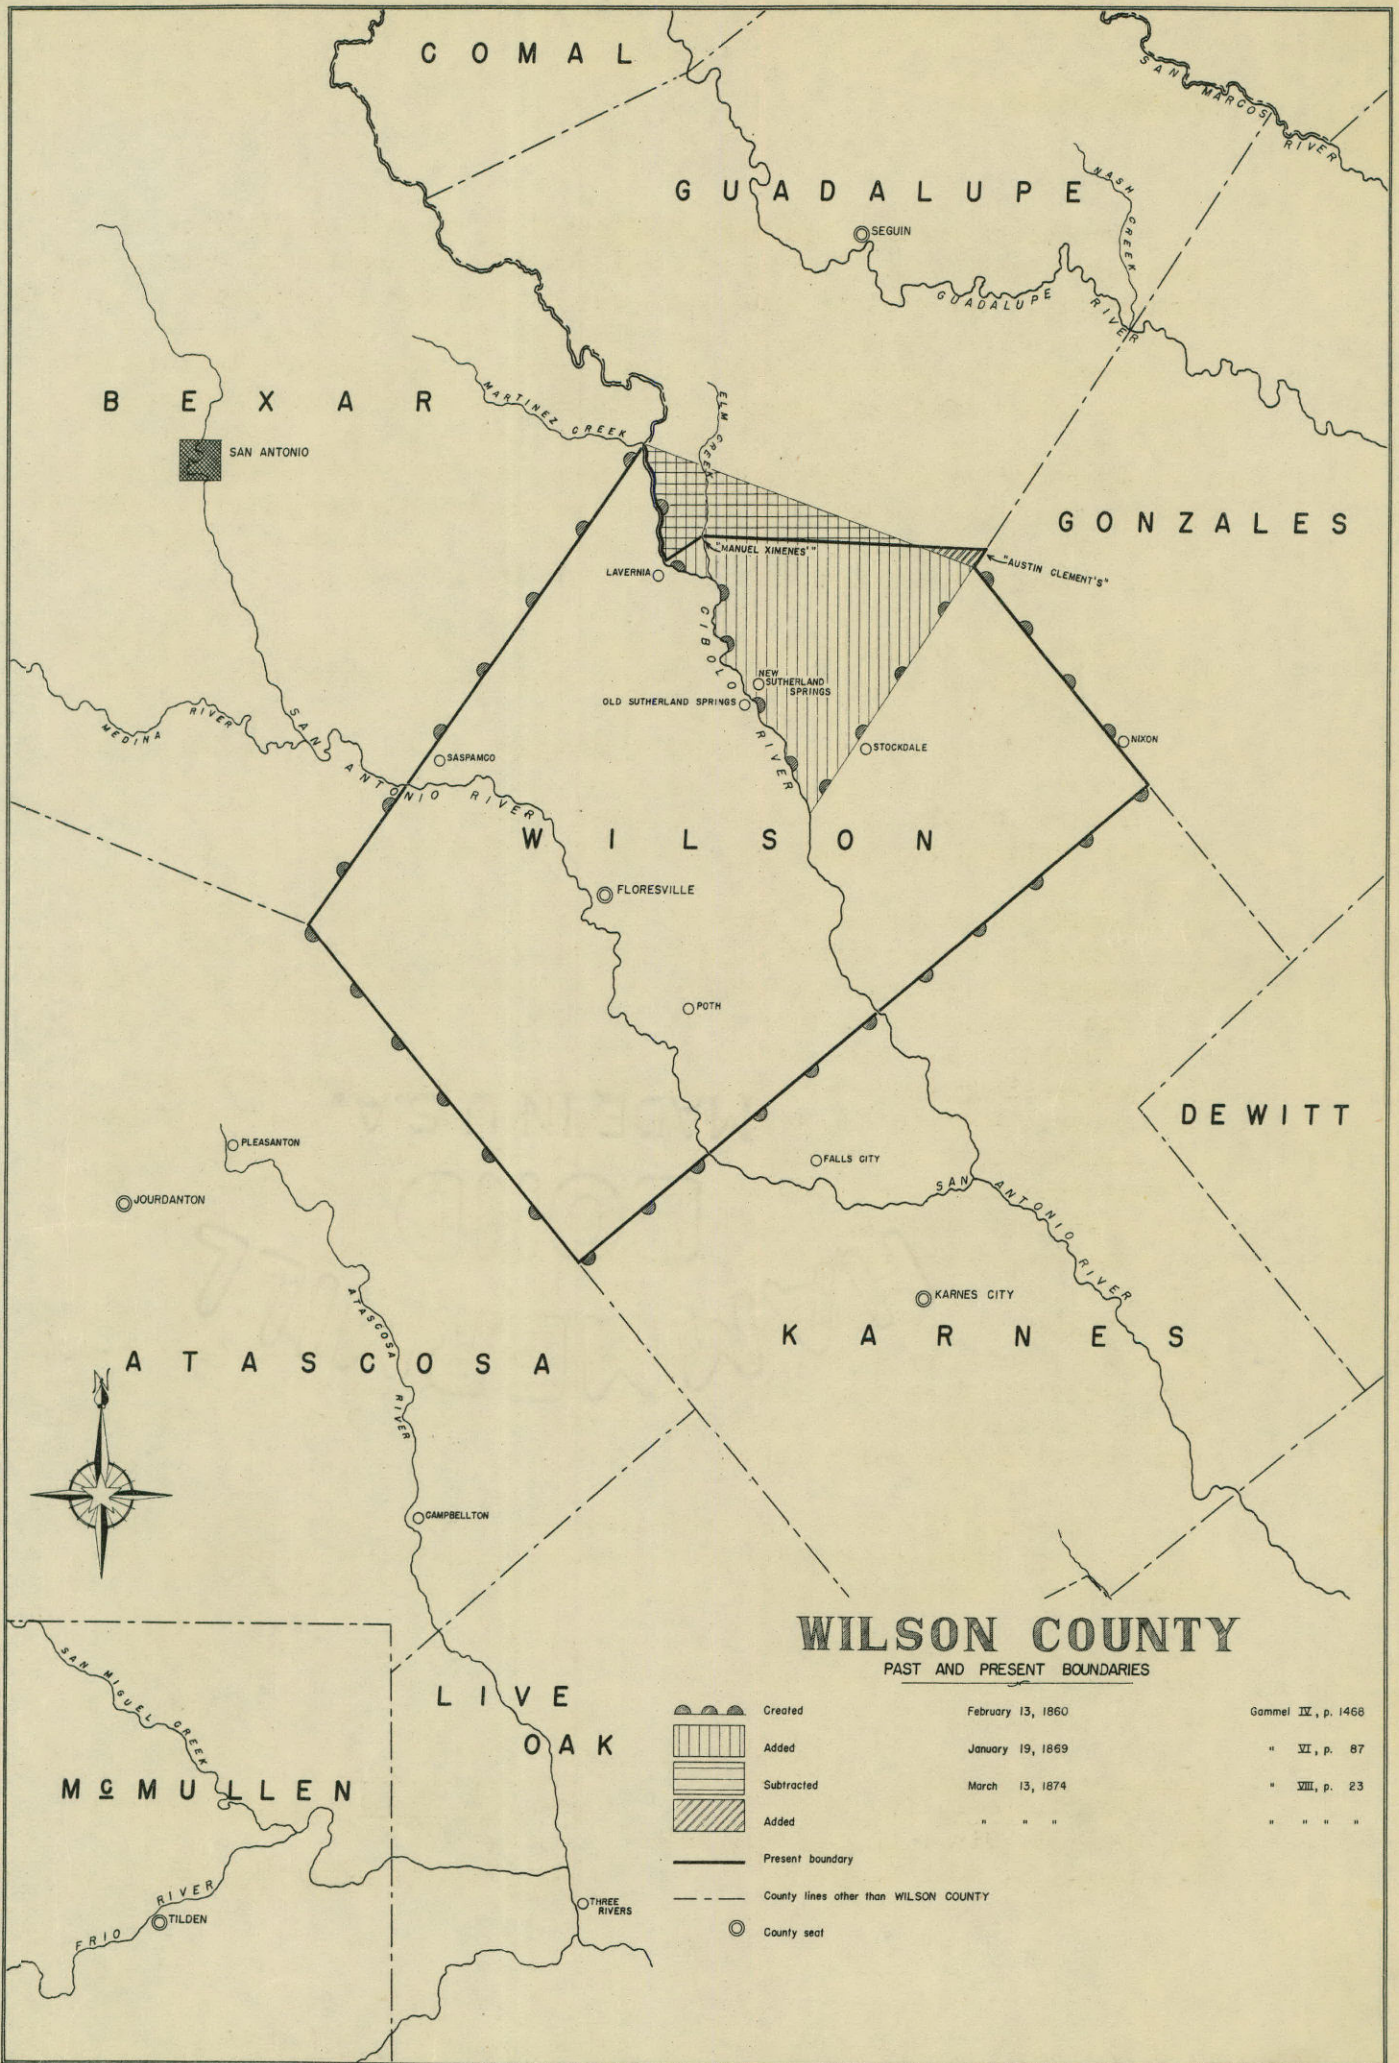 COMAL
SAN MARCOS RIVER
GUADALUPE
NASH CREEK
SEGUIN
GUADALUPE RIVER
BEXAR
MARTINEZ CREEK
ELM CREEK
SAN ANTONIO
GONZALES
"MANUEL XIMENES'"
"AUSTIN CLEMENT'S"
LAVERNIA
CIBOLO RIVER
NEW
SUTHERLAND
SPRINGS
OLD SUTHERLAND SPRINGS
MEDINA RIVER
SAN ANTONIO RIVER
SASPAMCO
STOCKDALE
NIXON
WILSON
FLORESVILLE
POTH
DEWITT
PLEASANTON
FALLS CITY
JOURDANTON
SAN ANTONIO RIVER
KARNES CITY
KARNES
ATASCOSA
ATASCOSA RIVER
N
CAMPBELLTON
WILSON COUNTY
PAST AND PRESENT BOUNDARIES
SAN MIGUEL CREEK
LIVE
OAK
McMULLEN
Created February 13, 1860 Gammel IV, p. 1468
Added January 19, 1869 " VI, p. 87
Subtracted March 13, 1874 " VIII, p. 23
Added " " " " " " "
Present boundary
County lines other than WILSON COUNTY
County seat
FRIO RIVER
TILDEN
THREE
RIVERS